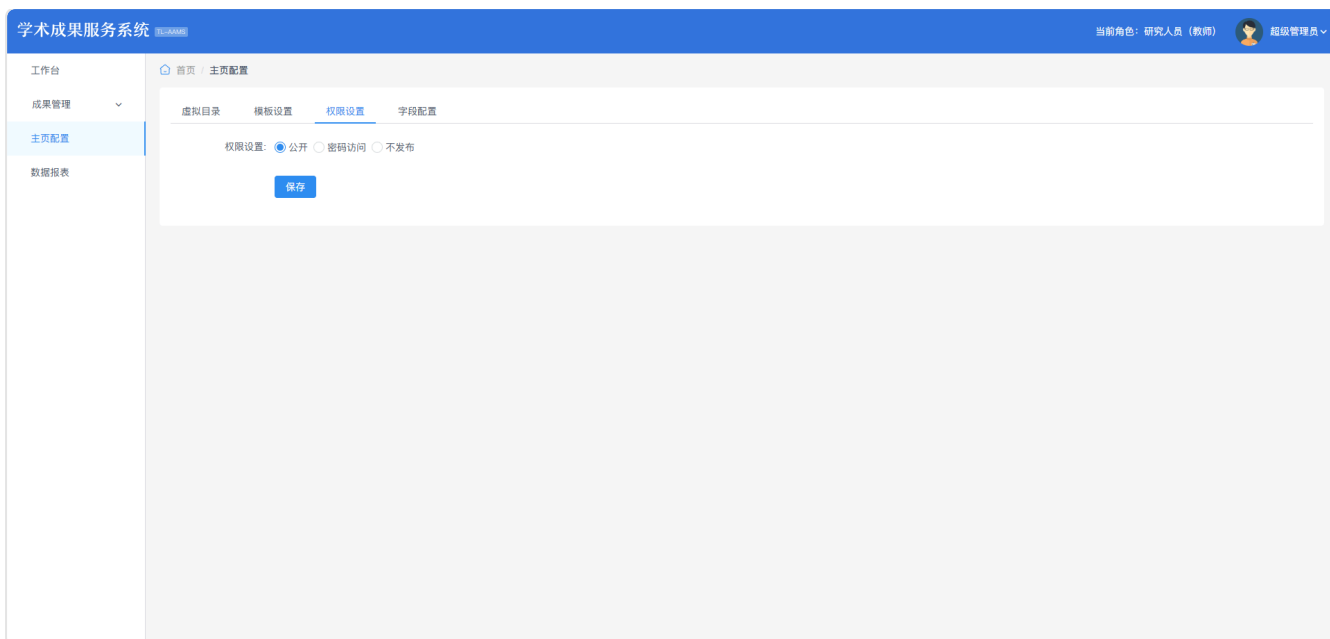 学术成果服务系统 TL-AAMS
当前角色：研究人员（教师） 超级管理员
工作台
成果管理
主页配置
数据报表
首页 / 主页配置
虚拟目录 模板设置 权限设置 字段配置
权限设置: 公开 密码访问 不发布
保存